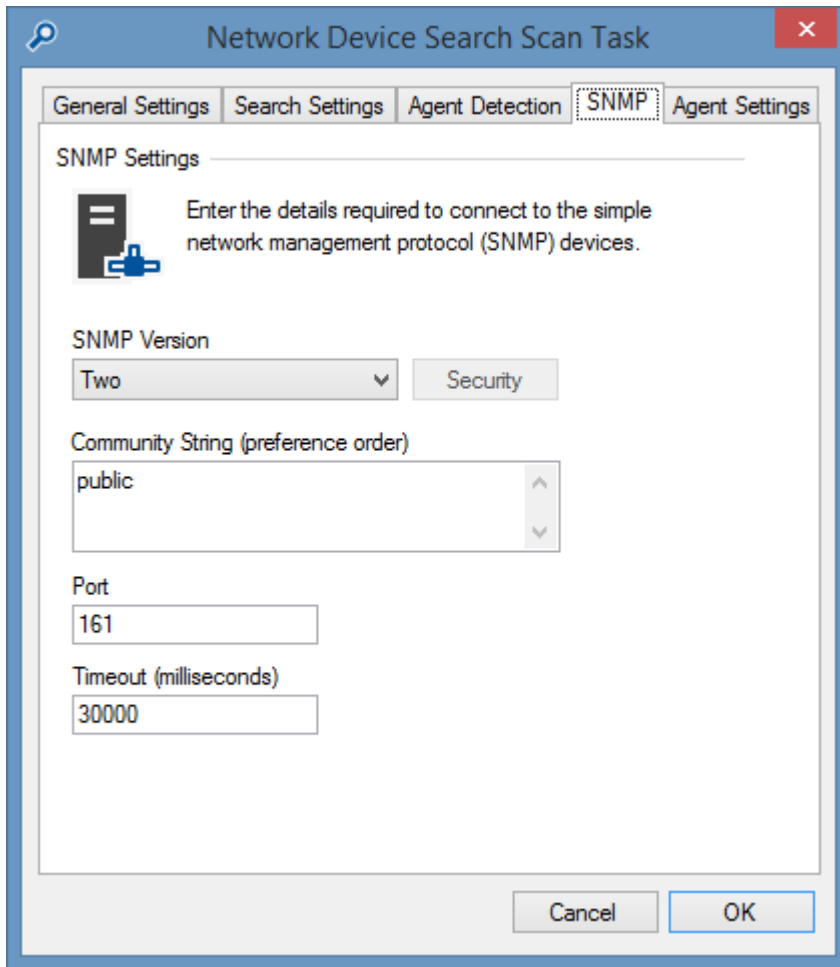 Network Device Search Scan Task
General Settings Search Settings Agent Detection SNMP Agent Settings
SNMP Settings
Enter the details required to connect to the simple
network management protocol (SNMP) devices.
SNMP Version
Two Security
Community String (preference order)
public
Port
161
Timeout (milliseconds)
30000
Cancel OK